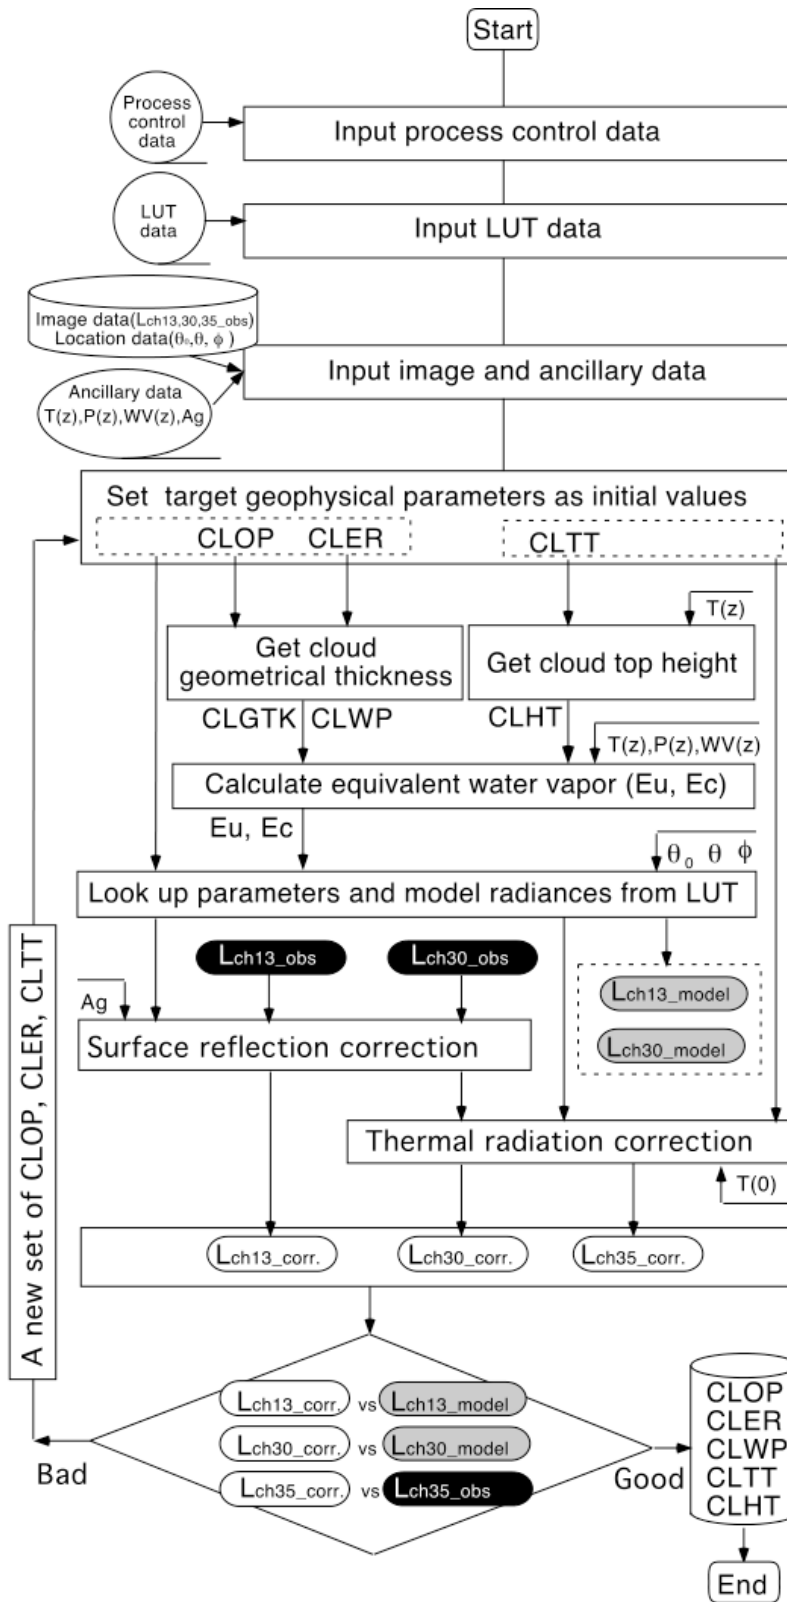 Start
Process
control
data
Input process control data
LUT
data
Input LUT data
Image data(Lch13,30,35_obs)
Location data(θ₀,θ, ϕ )
Input image and ancillary data
Ancillary data
T(z),P(z),WV(z),Ag
Set target geophysical parameters as initial values
CLOP CLER CLTT
T(z)
Get cloud
geometrical thickness
Get cloud top height
CLGTK CLWP CLHT
T(z),P(z),WV(z)
Calculate equivalent water vapor (Eu, Ec)
Eu, Ec
θ₀ θ ϕ
Look up parameters and model radiances from LUT
Lch13_obs Lch30_obs
Lch13_model
Ag
Lch30_model
Surface reflection correction
Thermal radiation correction
T(0)
Lch13_corr. Lch30_corr. Lch35_corr.
A new set of CLOP, CLER, CLTT
Lch13_corr. vs Lch13_model
Lch30_corr. vs Lch30_model
Lch35_corr. vs Lch35_obs
Bad
Good
CLOP
CLER
CLWP
CLTT
CLHT
End